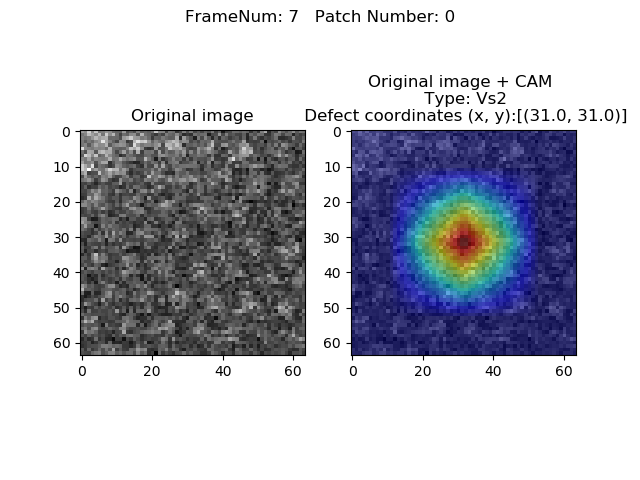 FrameNum: 7   Patch Number: 0
Original image
Original image + CAM
Type: Vs2
Defect coordinates (x, y):[(31.0, 31.0)]
0
10
20
30
40
50
60
0 20 40 60
0
10
20
30
40
50
60
0 20 40 60